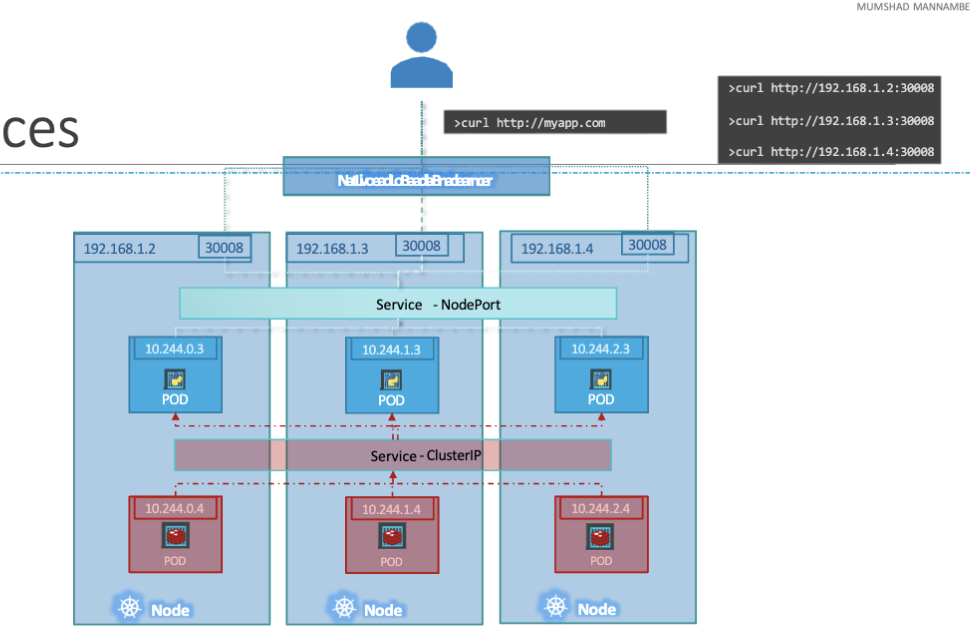 MUMSHAD MANNAMBE
ces
>curl http://myapp.com
>curl http://192.168.1.2:30008
>curl http://192.168.1.3:30008
>curl http://192.168.1.4:30008
192.168.1.2
30008
192.168.1.3
30008
192.168.1.4
30008
Service - NodePort
10.244.0.3
10.244.1.3
10.244.2.3
POD
POD
POD
Service - ClusterIP
10.244.0.4
10.244.1.4
10.244.2.4
POD
POD
POD
Node
Node
Node